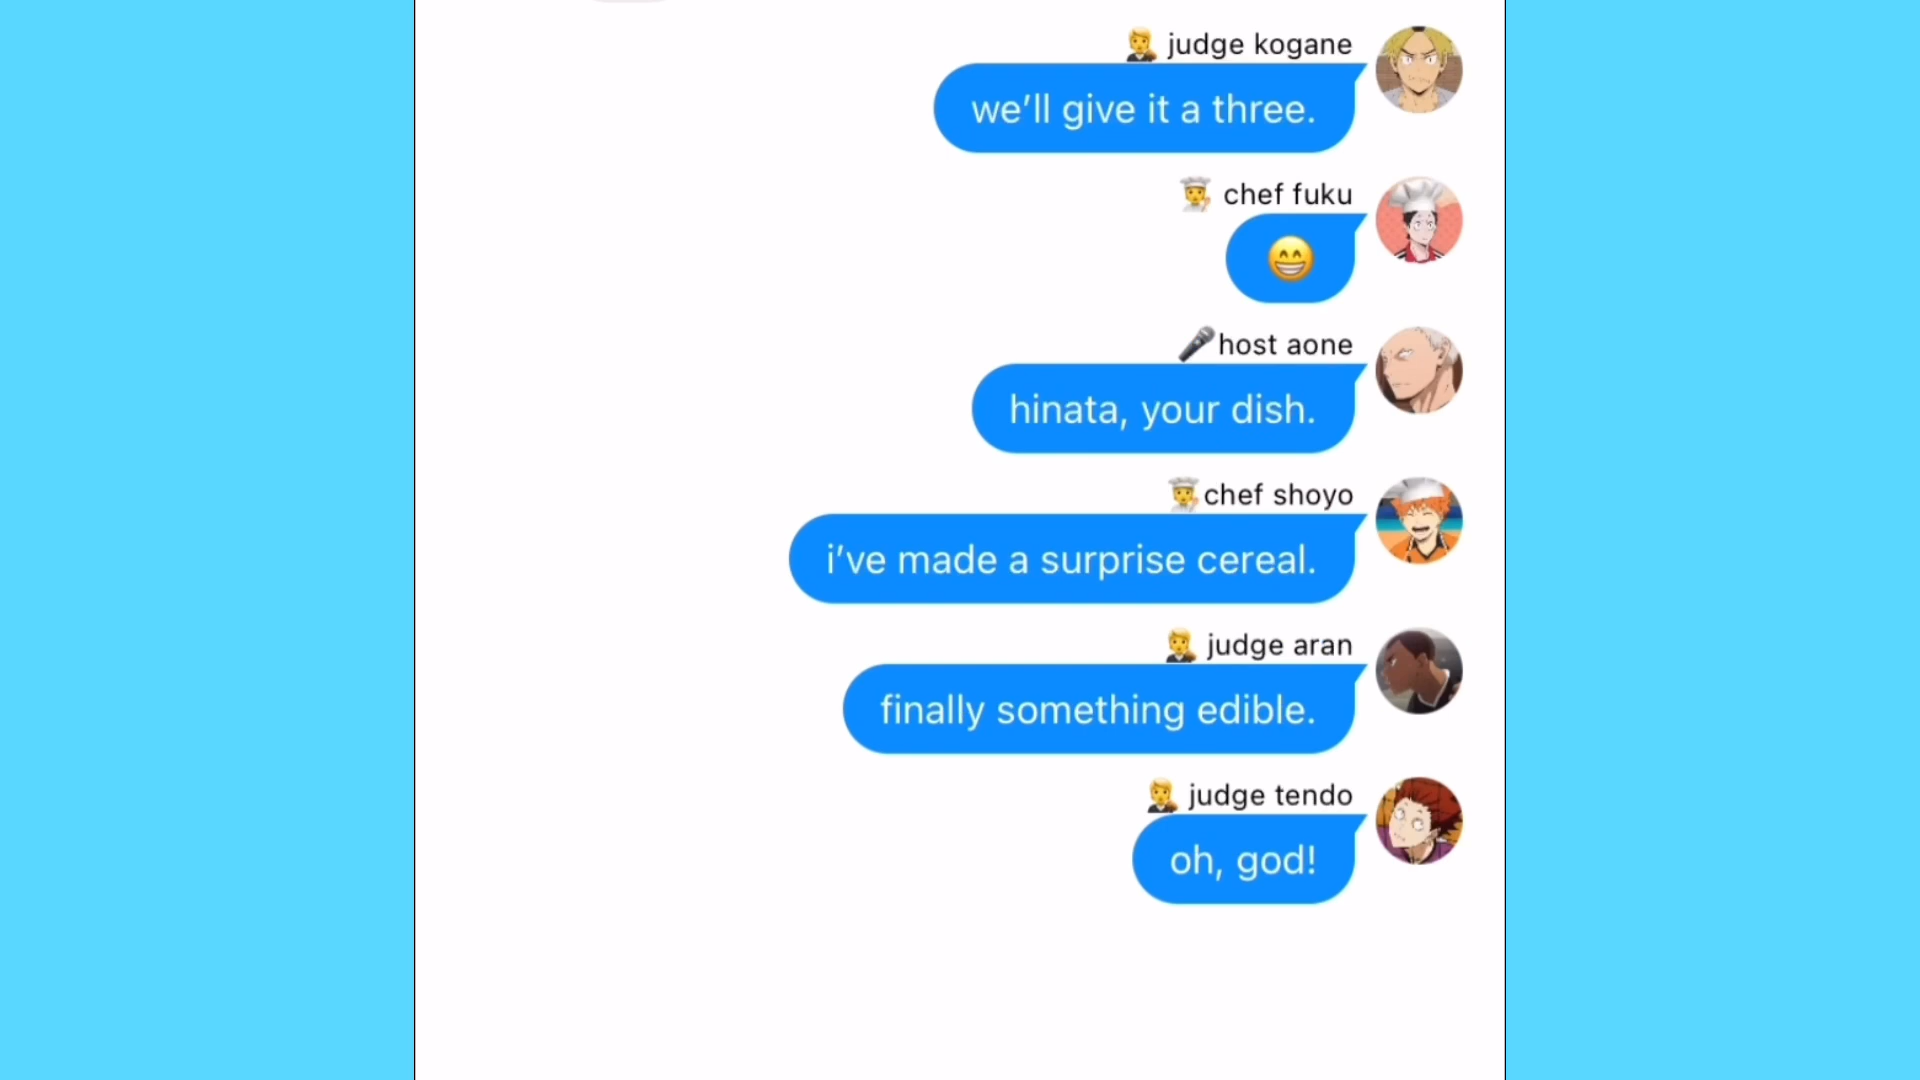 🤵 judge kogane
we’ll give it a three.
🧑‍🍳 chef fuku
😁
🎤host aone
hinata, your dish.
🧑‍🍳chef shoyo
i’ve made a surprise cereal.
🤵 judge aran
finally something edible.
🤵 judge tendo
oh, god!